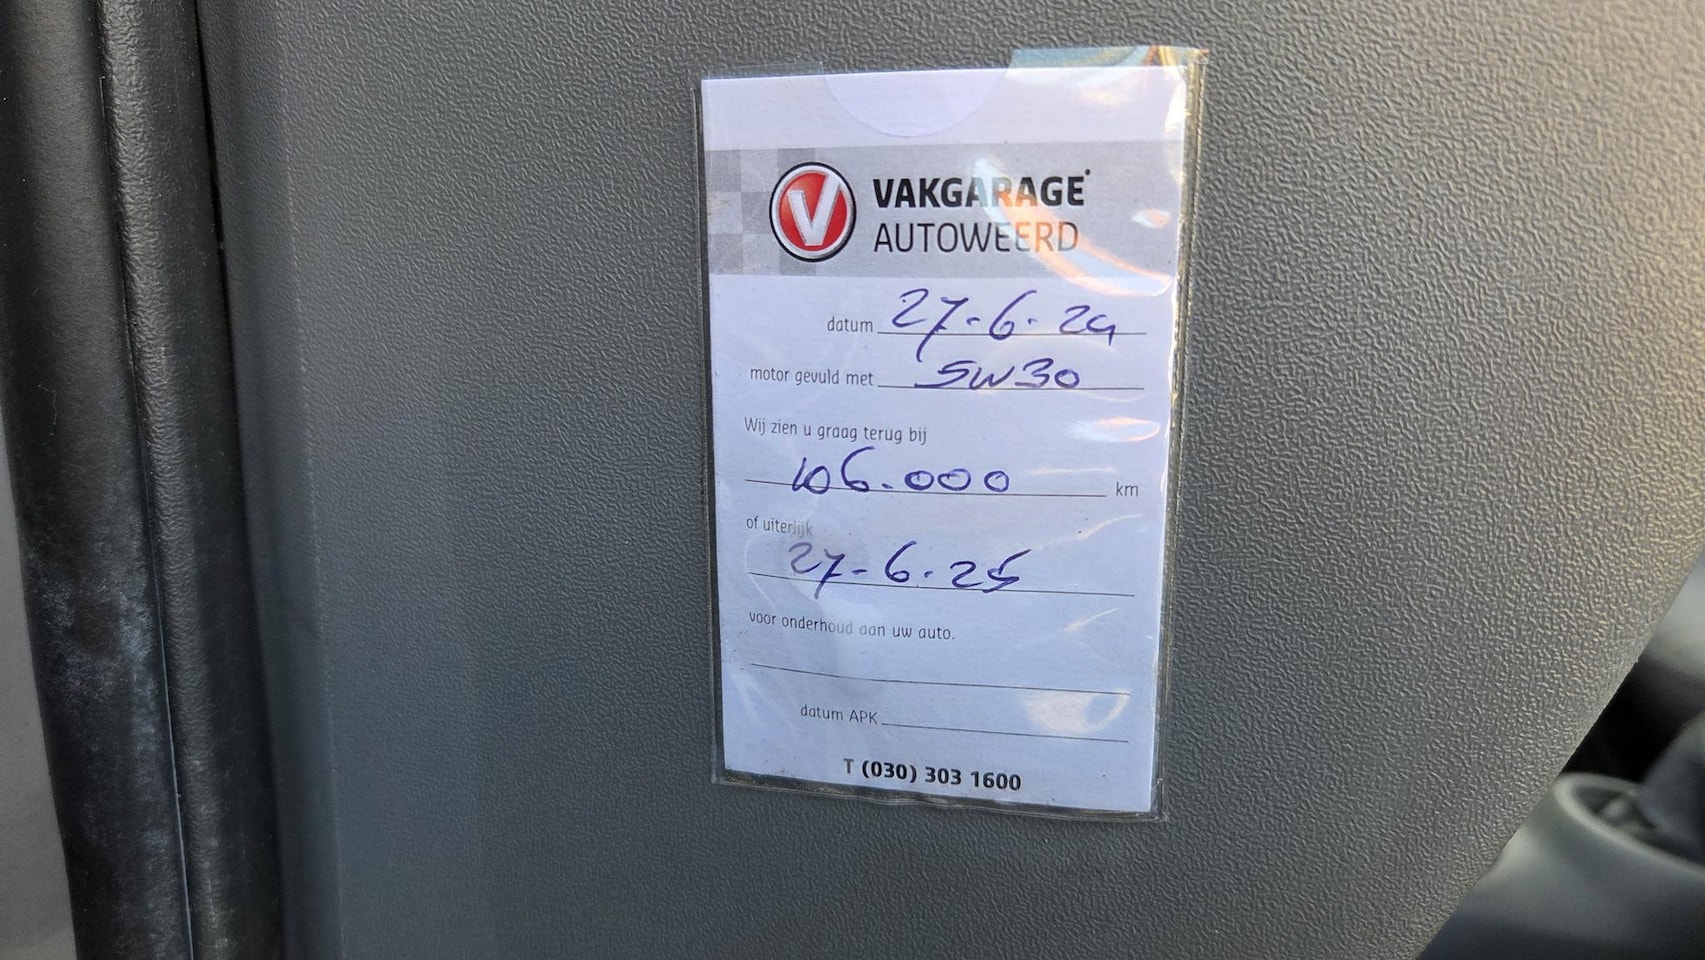 V VAKGARAGE
AUTOWEERD
datum 27-6-24
motor gevuld met 5W30
Wij zien u graag terug bij
106.000 km
of uiterlijk
27-6-25
voor onderhoud aan uw auto.
datum APK
T (030) 303 1600